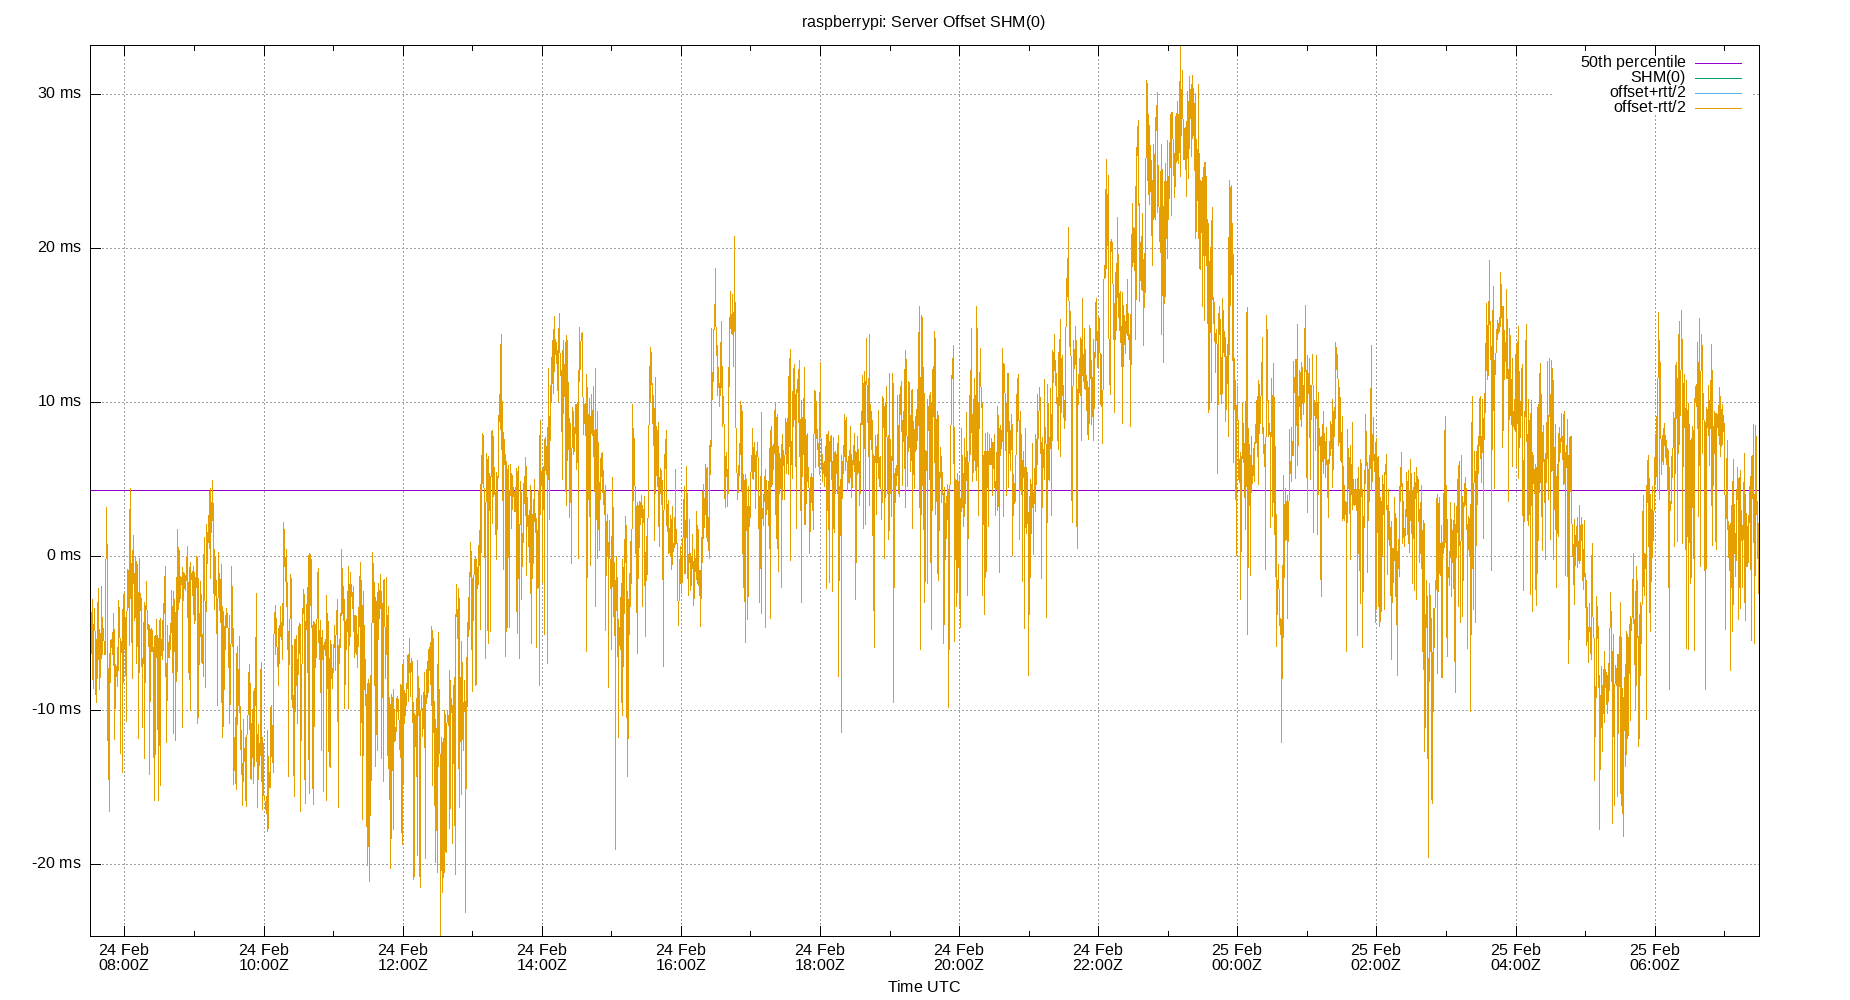 raspberrypi: Server Offset SHM(0)
50th percentile
SHM(0)
offset+rtt/2
offset-rtt/2
30 ms
20 ms
10 ms
0 ms
-10 ms
-20 ms
24 Feb 24 Feb 24 Feb 24 Feb 24 Feb 24 Feb 24 Feb 24 Feb 25 Feb 25 Feb 25 Feb 25 Feb
08:00Z 10:00Z 12:00Z 14:00Z 16:00Z 18:00Z 20:00Z 22:00Z 00:00Z 02:00Z 04:00Z 06:00Z
Time UTC